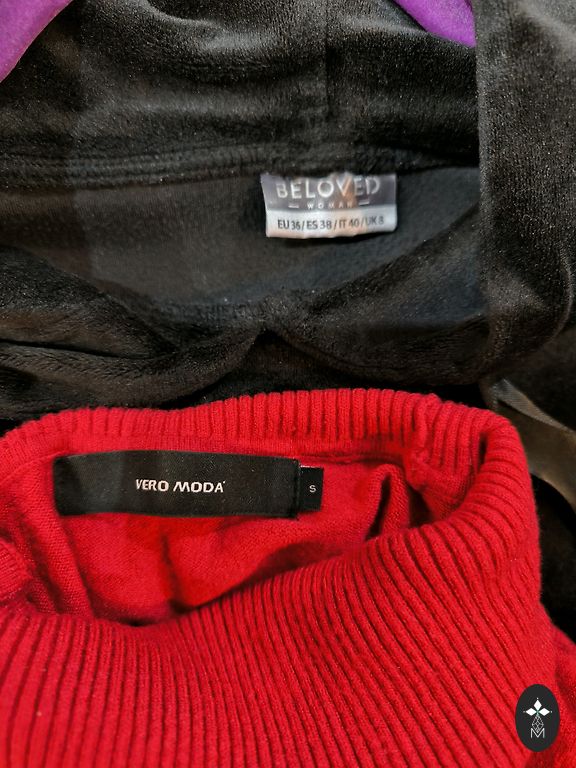 BELOVED
WOMAN
EU 36/ES 38/IT 40/UK 8
VERO MODA
S
M